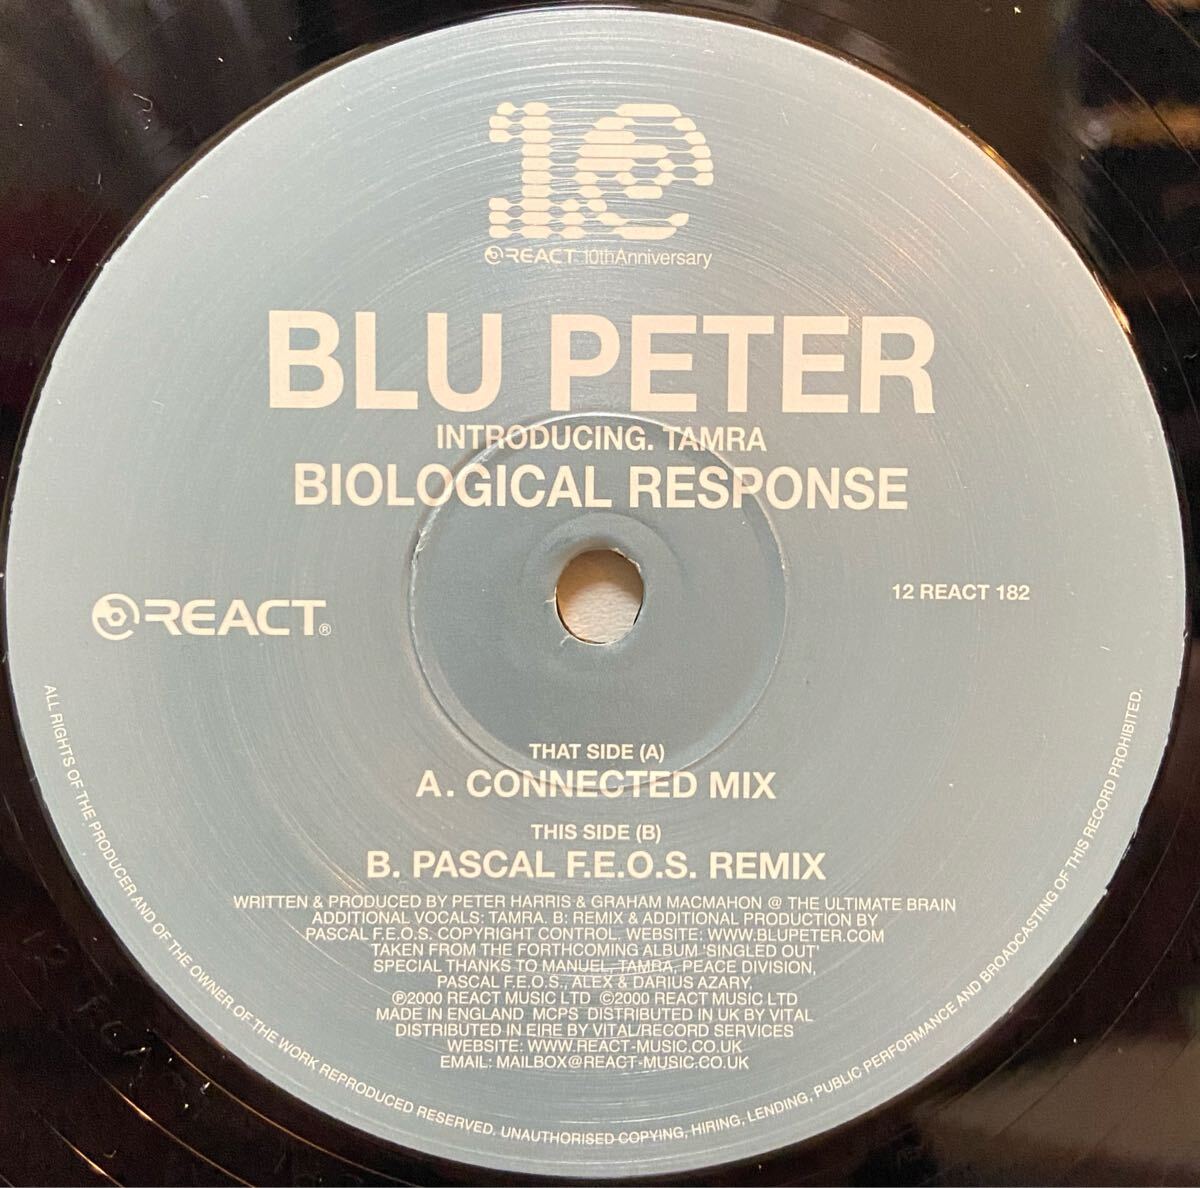 10
REACT 10thAnniversary
BLU PETER
INTRODUCING. TAMRA
BIOLOGICAL RESPONSE
REACT®
12 REACT 182
THAT SIDE (A)
A. CONNECTED MIX
THIS SIDE (B)
B. PASCAL F.E.O.S. REMIX
WRITTEN & PRODUCED BY PETER HARRIS & GRAHAM MACMAHON @ THE ULTIMATE BRAIN
ADDITIONAL VOCALS: TAMRA. B: REMIX & ADDITIONAL PRODUCTION BY
PASCAL F.E.O.S. COPYRIGHT CONTROL. WEBSITE: WWW.BLUPETER.COM
TAKEN FROM THE FORTHCOMING ALBUM 'SINGLED OUT'
SPECIAL THANKS TO MANUEL, TAMRA, PEACE DIVISION,
PASCAL F.E.O.S., ALEX & DARIUS AZARY.
℗2000 REACT MUSIC LTD ©2000 REACT MUSIC LTD
MADE IN ENGLAND MCPS DISTRIBUTED IN UK BY VITAL
DISTRIBUTED IN EIRE BY VITAL/RECORD SERVICES
WEBSITE: WWW.REACT-MUSIC.CO.UK
EMAIL: MAILBOX@REACT-MUSIC.CO.UK
ALL RIGHTS OF THE PRODUCER AND OF THE OWNER OF THE WORK REPRODUCED RESERVED. UNAUTHORISED COPYING, HIRING, LENDING, PUBLIC PERFORMANCE AND BROADCASTING OF THIS RECORD PROHIBITED.